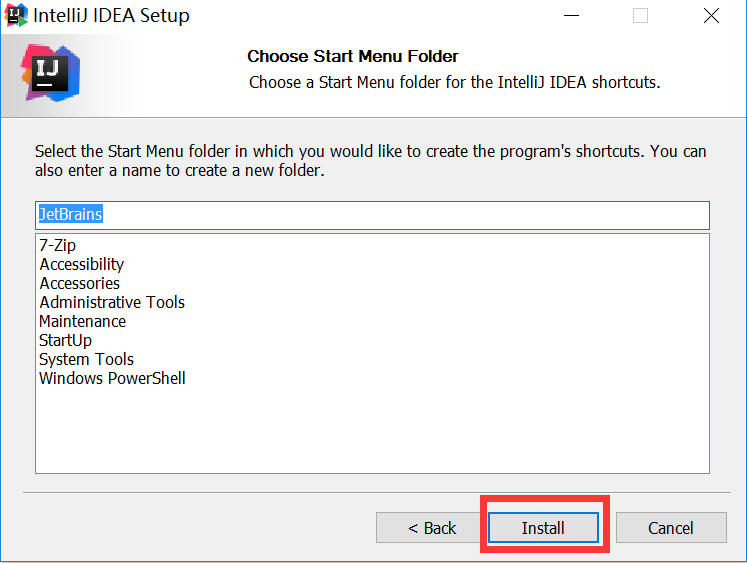 IntelliJ IDEA Setup
IJ
Choose Start Menu Folder
Choose a Start Menu folder for the IntelliJ IDEA shortcuts.
IJ
Select the Start Menu folder in which you would like to create the program's shortcuts. You can
also enter a name to create a new folder.
JetBrains
7-Zip
Accessibility
Accessories
Administrative Tools
Maintenance
StartUp
System Tools
Windows PowerShell
< Back
Install
Cancel